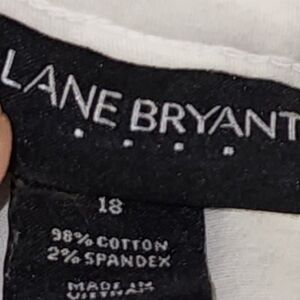 LANE BRYANT
18
98% COTTON
2% SPANDEX
MADE IN
VIETNAM